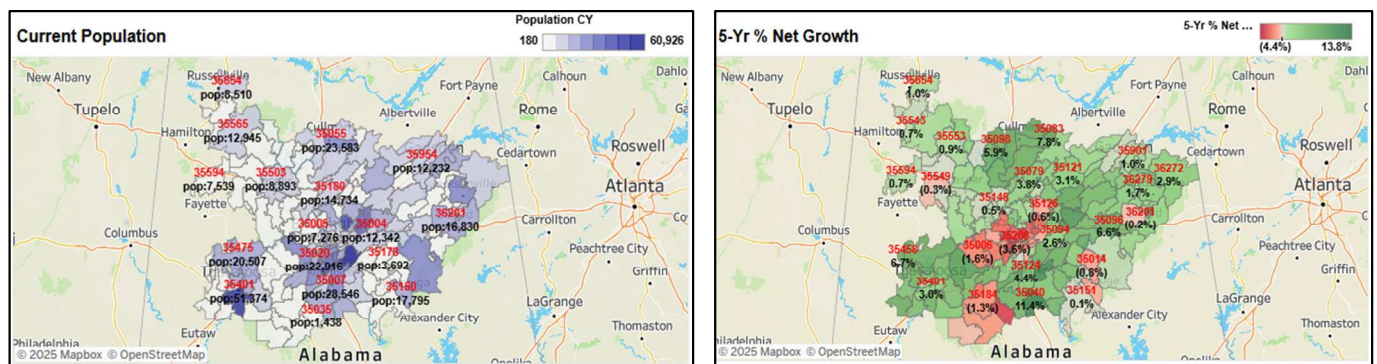 Current Population
Population CY
180
60,926
New Albany
Russellville
35654
pop:8,510
Fort Payne
Calhoun
Dahlo
Tupelo
35565
pop:12,945
Hamilton
35055
pop:23,583
Albertville
Rome
35954
pop:12,232
Cedartown
Roswell
35594
pop:7,539
35503
pop:8,893
Fayette
35180
pop:14,734
Atlanta
36201
pop:16,830
Carrollton
Columbus
35005
pop:7,276
35004
pop:12,342
Peachtree City
35475
pop:20,507
35020
pop:22,916
35178
pop:3,692
Griffin
35401
pop:51,374
35007
pop:28,546
35160
pop:17,795
LaGrange
35035
pop:1,438
Eutaw
Alexander City
Thomaston
Philadelphia
Alabama
© 2025 Mapbox © OpenStreetMap
5-Yr % Net Growth
5-Yr % Net ...
(4.4%)
13.8%
New Albany
Russellville
35654
1.0%
Fort Payne
Calhoun
Dahlo
Tupelo
35543
0.7%
Hamilton
35553
0.9%
35098
5.9%
35083
7.8%
Albertville
Rome
35901
1.0%
Cedartown
Roswell
35594
0.7%
35549
(0.3%)
Fayette
35079
3.8%
35121
3.1%
36279
1.7%
36272
2.9%
Atlanta
35148
0.5%
35126
(0.6%)
36201
(0.2%)
35096
6.6%
Carrollton
Columbus
35458
6.7%
35006
(1.6%)
(3.6%)
35094
2.6%
Peachtree City
35014
(0.8%)
Griffin
35401
3.0%
35124
4.4%
35184
(1.3%)
35040
11.4%
35151
0.1%
LaGrange
Eutaw
Alexander City
Thomaston
Philadelphia
Alabama
© 2025 Mapbox © OpenStreetMap